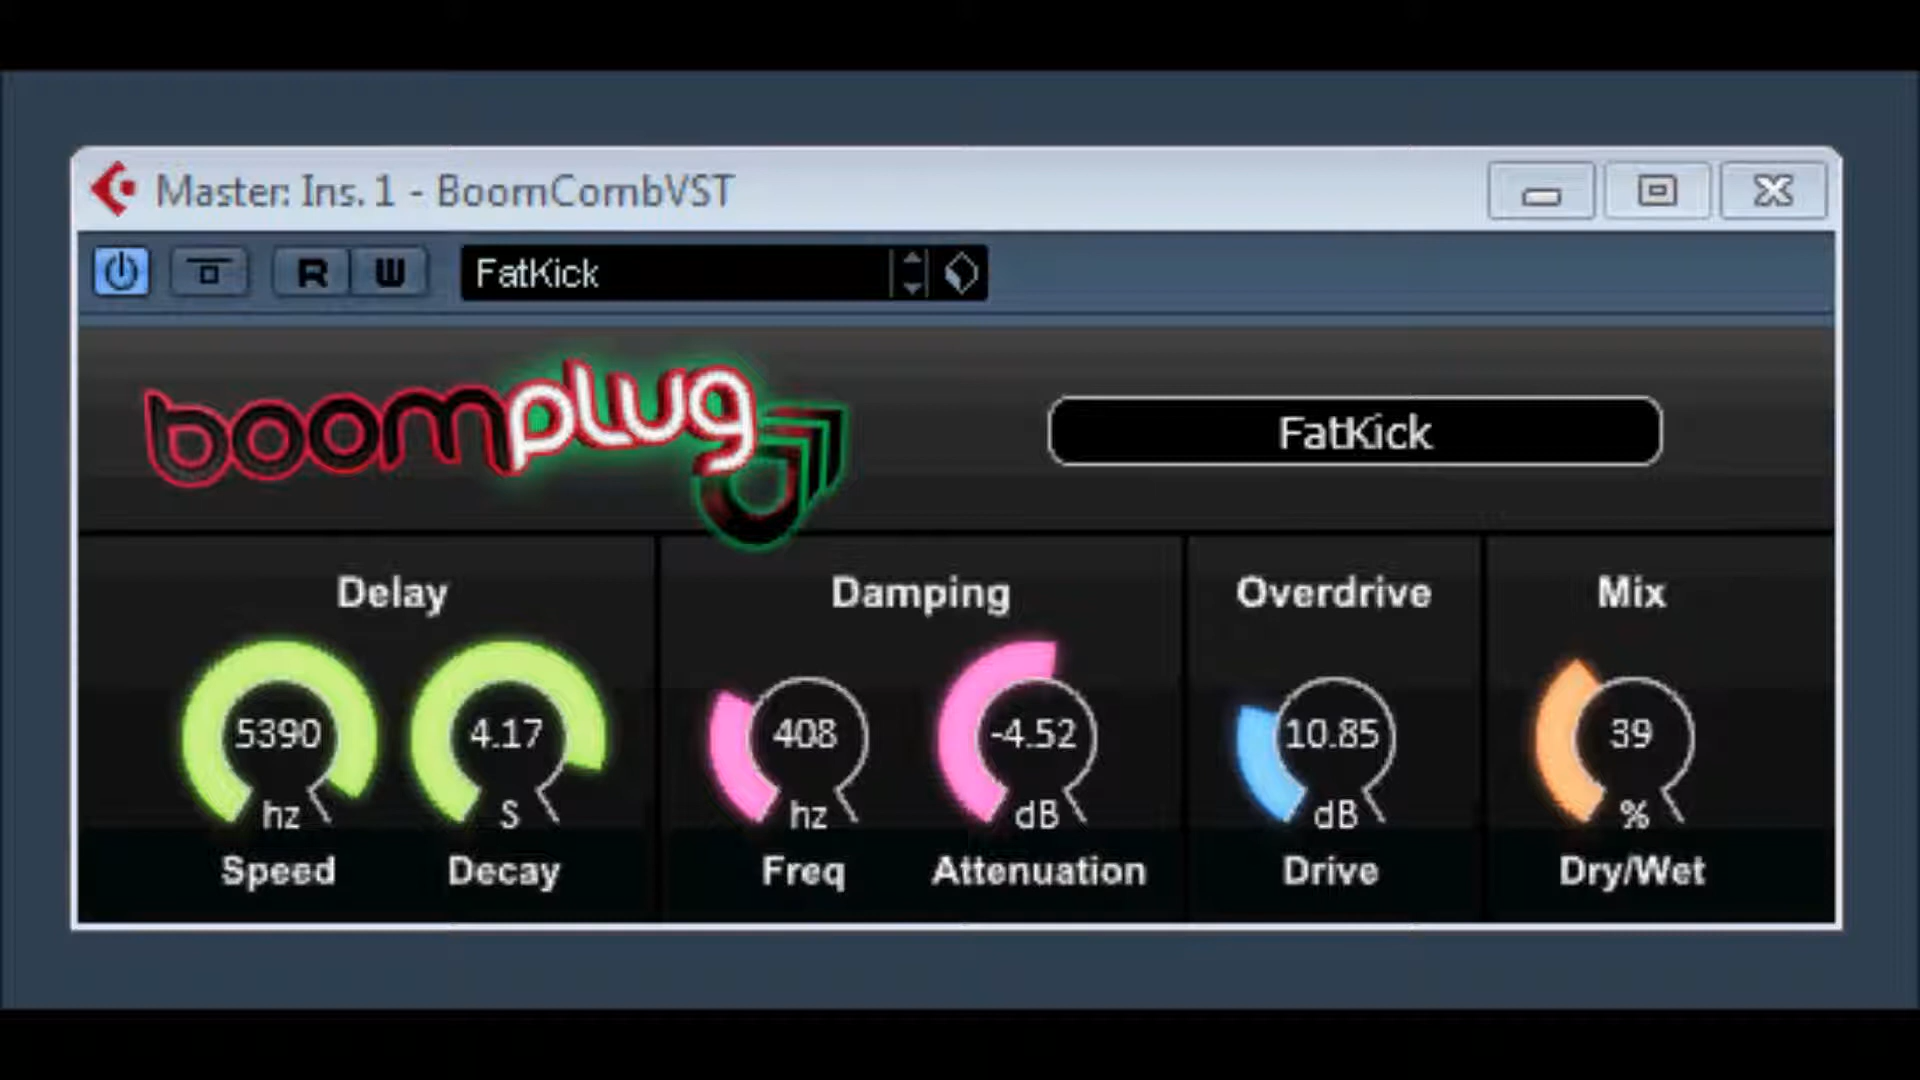 Master: Ins. 1 - BoomCombVST
R W FatKick
boomplug
FatKick
Delay Damping Overdrive Mix
5390 4.17 408 -4.52 10.85 39
hz S hz dB dB %
Speed Decay Freq Attenuation Drive Dry/Wet